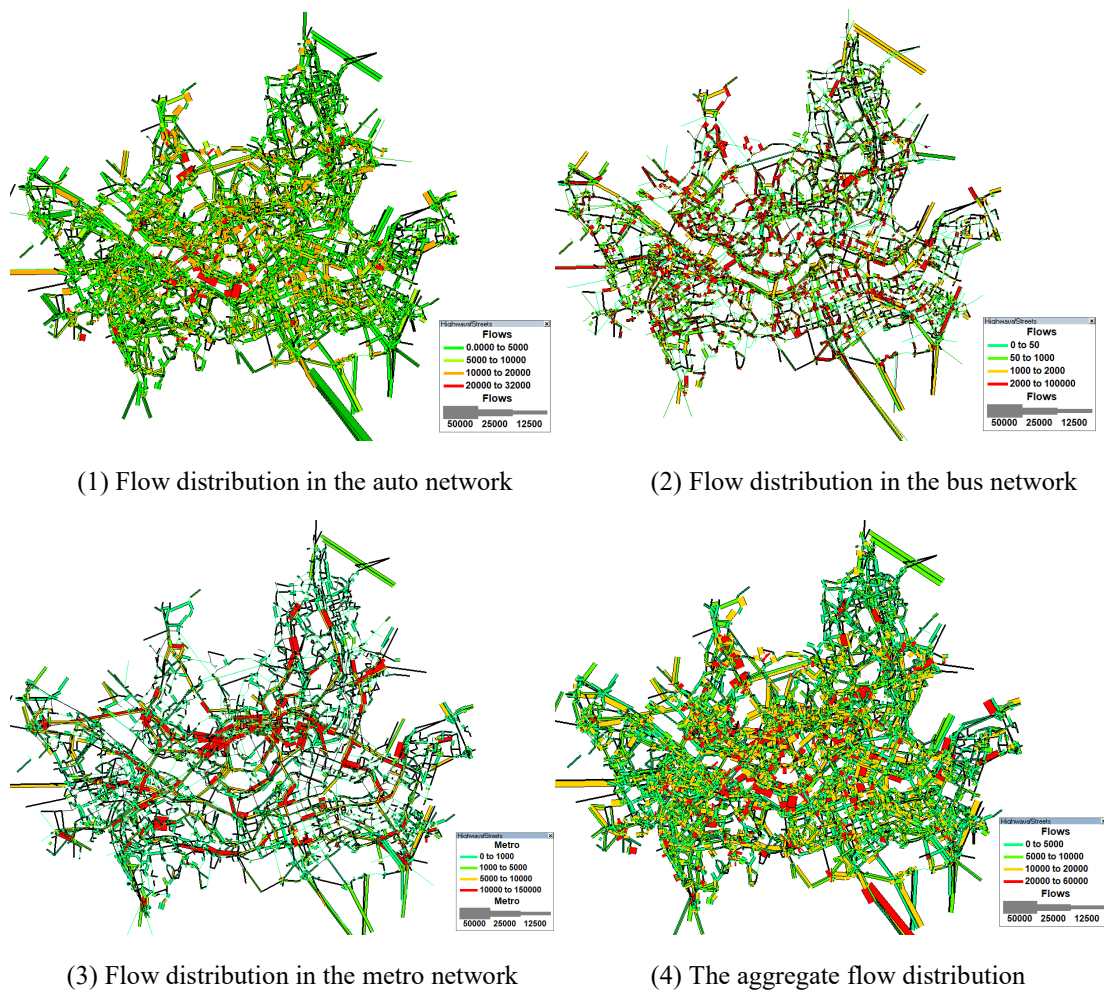 Highways/Streets
Flows
0.0000 to 5000
5000 to 10000
10000 to 20000
20000 to 32000
Flows
50000 25000 12500
(1) Flow distribution in the auto network
Highways/Streets
Flows
0 to 50
50 to 1000
1000 to 2000
2000 to 100000
Flows
50000 25000 12500
(2) Flow distribution in the bus network
Highways/Streets
Metro
0 to 1000
1000 to 5000
5000 to 10000
10000 to 150000
Metro
50000 25000 12500
(3) Flow distribution in the metro network
Highways/Streets
Flows
0 to 5000
5000 to 10000
10000 to 20000
20000 to 60000
Flows
50000 25000 12500
(4) The aggregate flow distribution